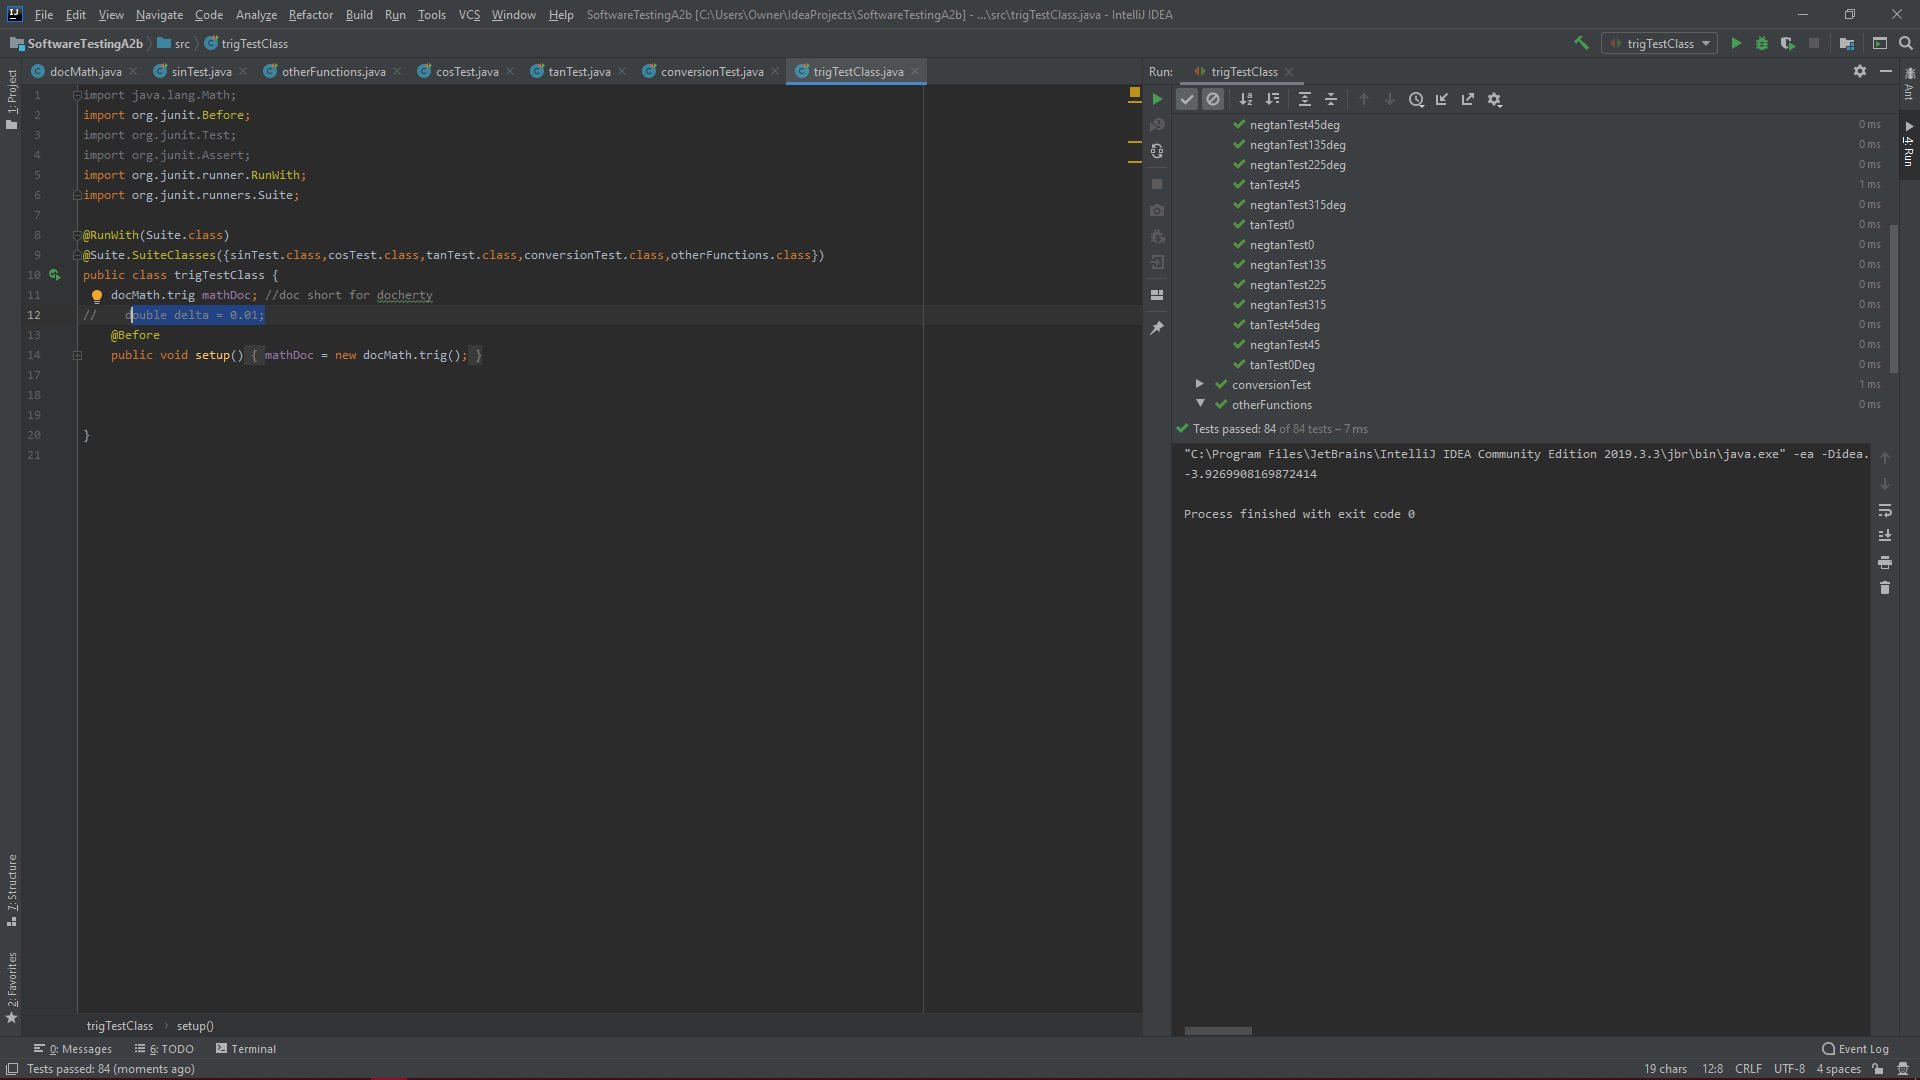 File Edit View Navigate Code Analyze Refactor Build Run Tools VCS Window Help SoftwareTestingA2b [C:\Users\Owner\IdeaProjects\SoftwareTestingA2b] - ...\src\trigTestClass.java - IntelliJ IDEA
SoftwareTestingA2b src trigTestClass
trigTestClass
docMath.java sinTest.java otherFunctions.java cosTest.java tanTest.java conversionTest.java trigTestClass.java
1: Project
7: Structure
2: Favorites
1 import java.lang.Math;
2 import org.junit.Before;
3 import org.junit.Test;
4 import org.junit.Assert;
5 import org.junit.runner.RunWith;
6 import org.junit.runners.Suite;
7
8 @RunWith(Suite.class)
9 @Suite.SuiteClasses({sinTest.class,cosTest.class,tanTest.class,conversionTest.class,otherFunctions.class})
10 public class trigTestClass {
11 docMath.trig mathDoc; //doc short for docherty
12 // double delta = 0.01;
13 @Before
14 public void setup() { mathDoc = new docMath.trig(); }
17
18
19
20 }
21
trigTestClass setup()
Run: trigTestClass
negtanTest45deg 0 ms
negtanTest135deg 0 ms
negtanTest225deg 0 ms
tanTest45 1 ms
negtanTest315deg 0 ms
tanTest0 0 ms
negtanTest0 0 ms
negtanTest135 0 ms
negtanTest225 0 ms
negtanTest315 0 ms
tanTest45deg 0 ms
negtanTest45 0 ms
tanTest0Deg 0 ms
conversionTest 1 ms
otherFunctions 0 ms
Tests passed: 84 of 84 tests – 7 ms
"C:\Program Files\JetBrains\IntelliJ IDEA Community Edition 2019.3.3\jbr\bin\java.exe" -ea -Didea.
-3.9269908169872414
Process finished with exit code 0
Ant
4: Run
0: Messages 6: TODO Terminal Event Log
Tests passed: 84 (moments ago) 19 chars 12:8 CRLF UTF-8 4 spaces